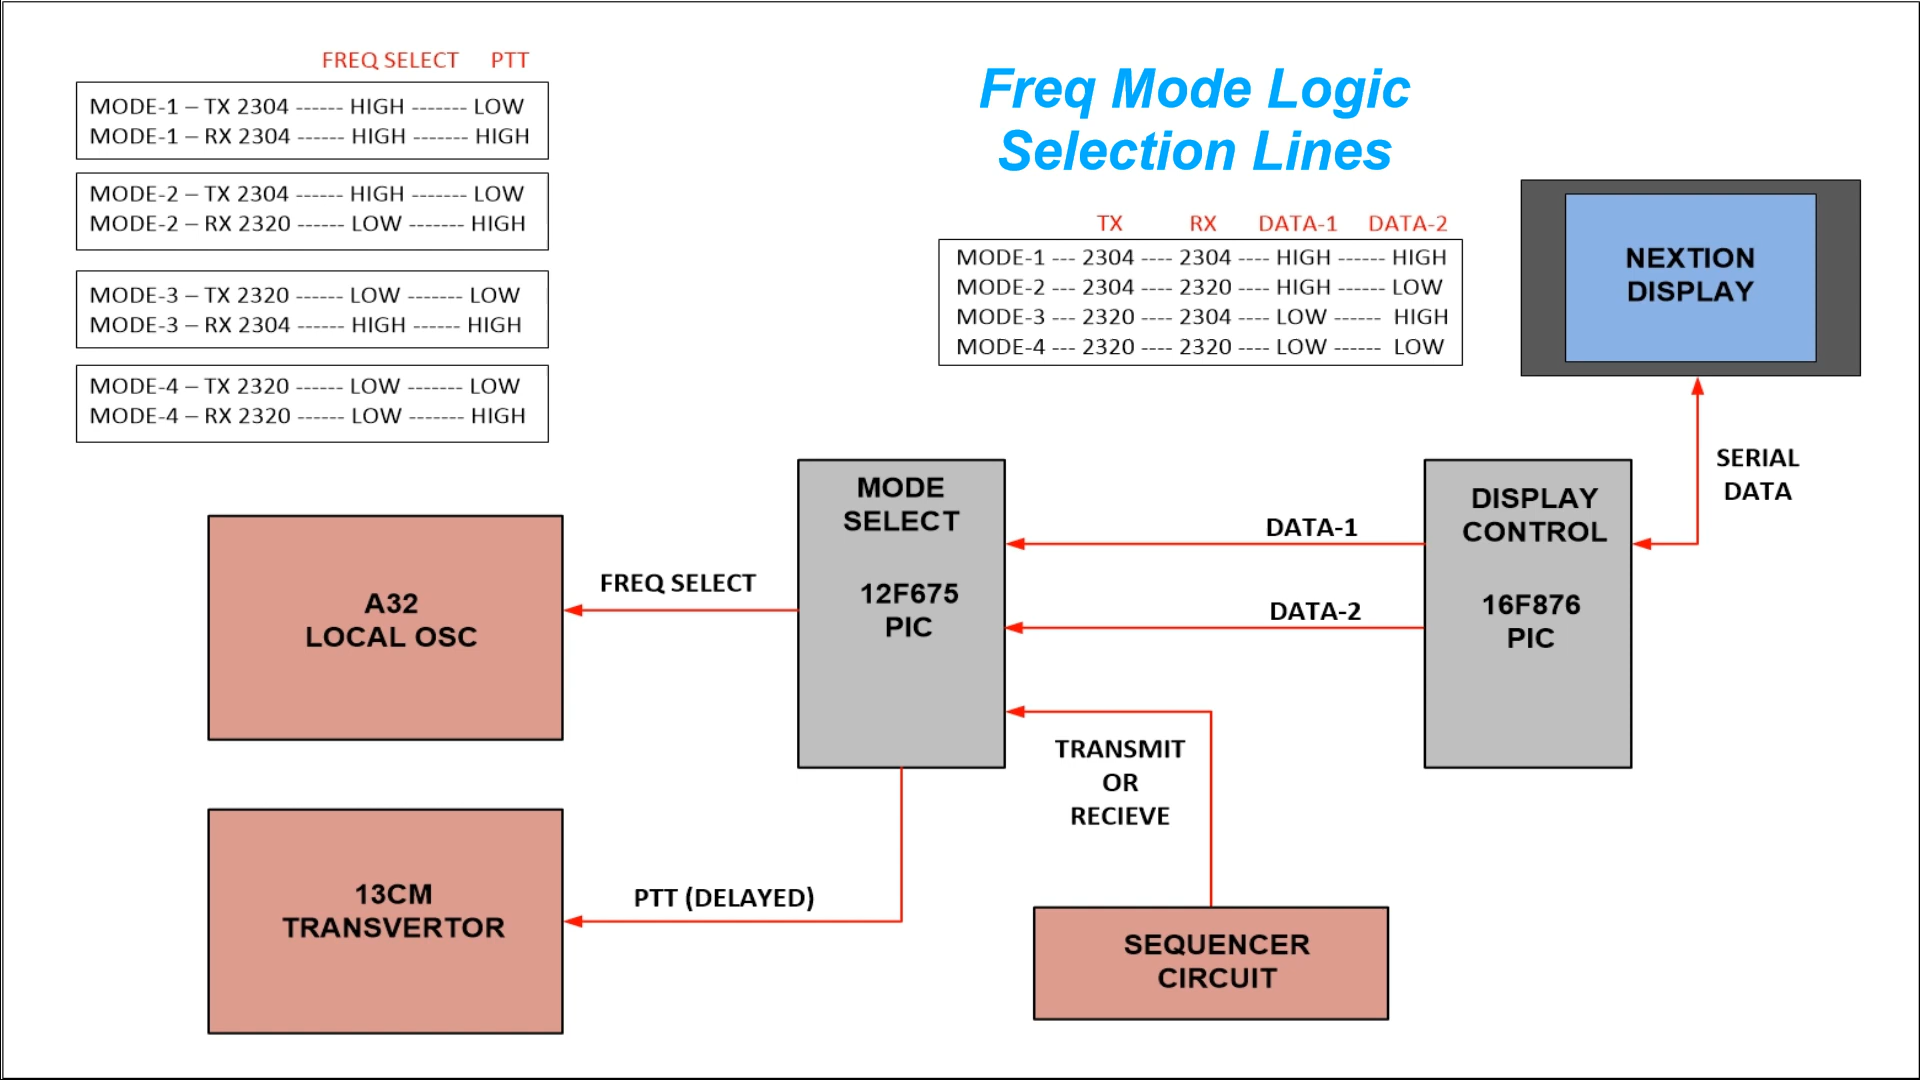 FREQ SELECT PTT
MODE-1 – TX 2304 ------ HIGH ------- LOW
MODE-1 – RX 2304 ------ HIGH ------- HIGH
MODE-2 – TX 2304 ------ HIGH ------- LOW
MODE-2 – RX 2320 ------ LOW ------- HIGH
MODE-3 – TX 2320 ------ LOW ------- LOW
MODE-3 – RX 2304 ------ HIGH ------ HIGH
MODE-4 – TX 2320 ------ LOW ------- LOW
MODE-4 – RX 2320 ------ LOW ------- HIGH
Freq Mode Logic
Selection Lines
TX RX DATA-1 DATA-2
MODE-1 --- 2304 ---- 2304 ---- HIGH ------ HIGH
MODE-2 --- 2304 ---- 2320 ---- HIGH ------ LOW
MODE-3 --- 2320 ---- 2304 ---- LOW ------ HIGH
MODE-4 --- 2320 ---- 2320 ---- LOW ------ LOW
NEXTION
DISPLAY
SERIAL
DATA
DISPLAY
CONTROL
16F876
PIC
DATA-1
DATA-2
MODE
SELECT
12F675
PIC
FREQ SELECT
A32
LOCAL OSC
TRANSMIT
OR
RECIEVE
PTT (DELAYED)
13CM
TRANSVERTOR
SEQUENCER
CIRCUIT